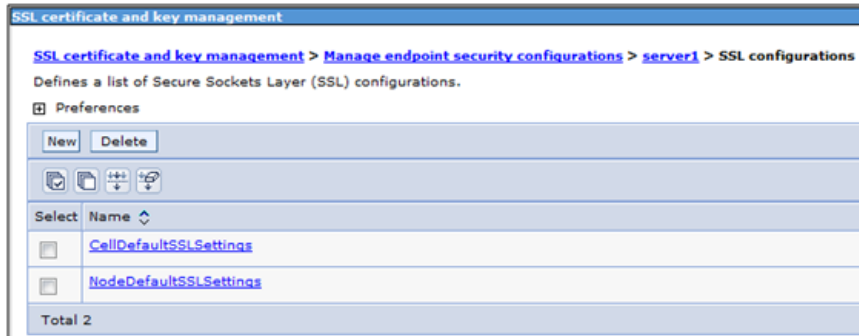 SSL certificate and key management
SSL certificate and key management > Manage endpoint security configurations > server1 > SSL configurations
Defines a list of Secure Sockets Layer (SSL) configurations.
Preferences
New Delete
Select Name
CellDefaultSSLSettings
NodeDefaultSSLSettings
Total 2